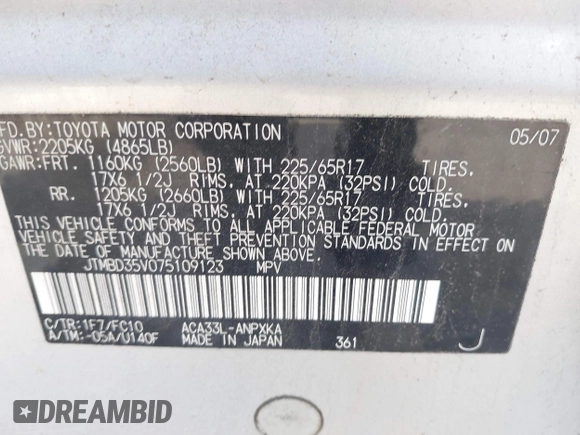 FD.BY:TOYOTA MOTOR CORPORATION 05/07
GVWR:2205KG (4865LB)
GAWR:FRT. 1160KG (2560LB) WITH 225/65R17 TIRES,
17X6 1/2J RIMS, AT 220KPA (32PSI) COLD.
RR. 1205KG (2660LB) WITH 225/65R17 TIRES,
17X6 1/2J RIMS, AT 220KPA (32PSI) COLD.
THIS VEHICLE CONFORMS TO ALL APPLICABLE FEDERAL MOTOR
VEHICLE SAFETY AND THEFT PREVENTION STANDARDS IN EFFECT ON
THE DATE OF MANUFACTURE SHOWN ABOVE.
JTMBD35V075109123 MPV
C/TR:1F7/FC10 ACA33L-ANPXKA
A/TM:-05A/U140F MADE IN JAPAN 361 J
DREAMBID